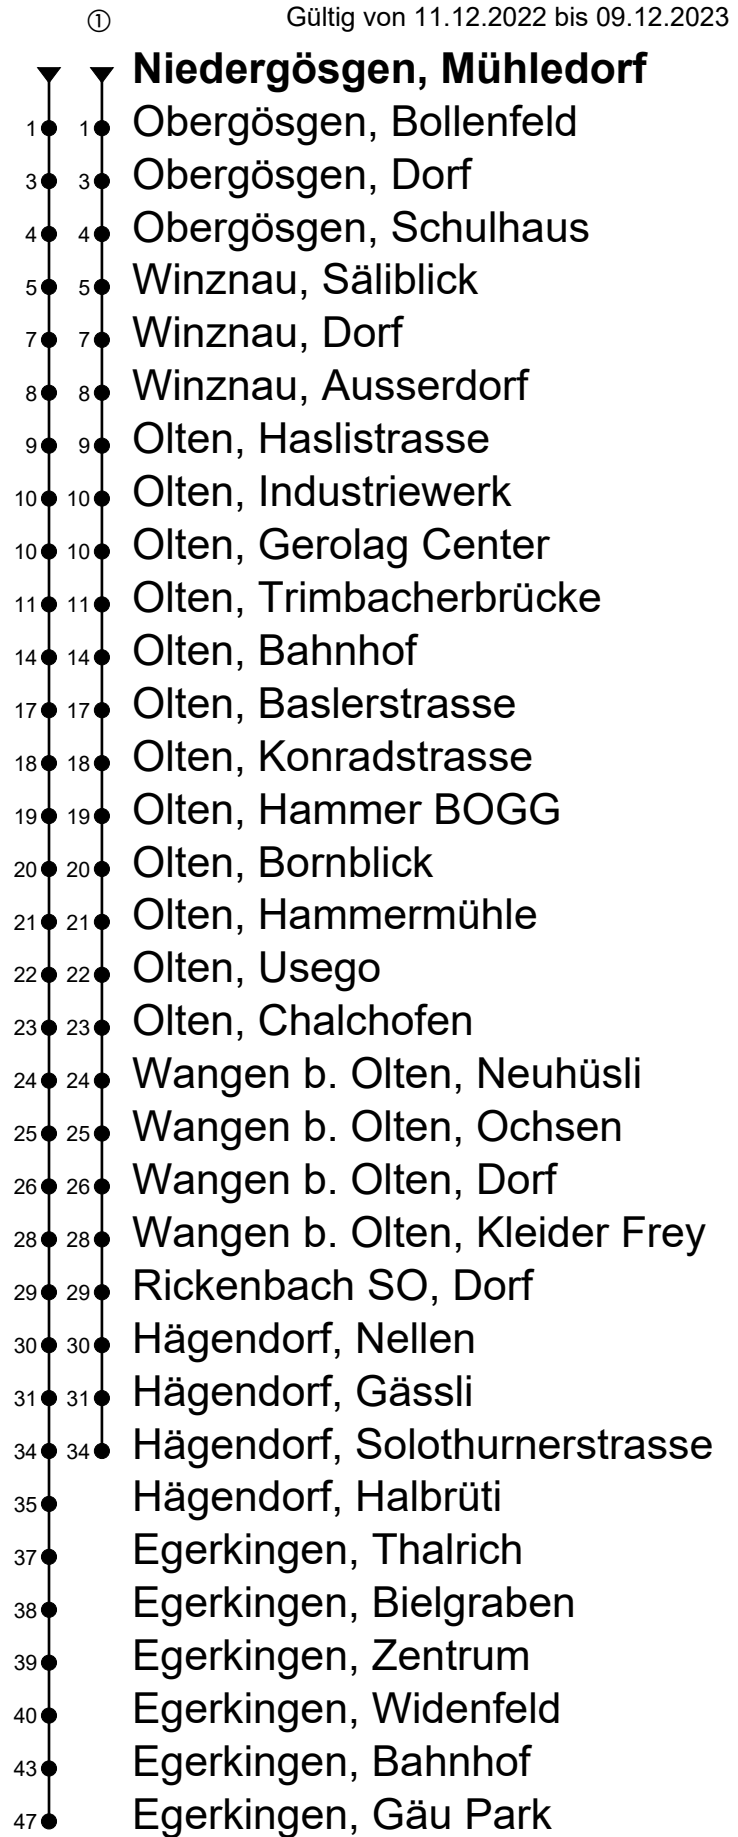 ① Gültig von 11.12.2022 bis 09.12.2023
Niedergösgen, Mühledorf
1 1 Obergösgen, Bollenfeld
3 3 Obergösgen, Dorf
4 4 Obergösgen, Schulhaus
5 5 Winznau, Säliblick
7 7 Winznau, Dorf
8 8 Winznau, Ausserdorf
9 9 Olten, Haslistrasse
10 10 Olten, Industriewerk
10 10 Olten, Gerolag Center
11 11 Olten, Trimbacherbrücke
14 14 Olten, Bahnhof
17 17 Olten, Baslerstrasse
18 18 Olten, Konradstrasse
19 19 Olten, Hammer BOGG
20 20 Olten, Bornblick
21 21 Olten, Hammermühle
22 22 Olten, Usego
23 23 Olten, Chalchofen
24 24 Wangen b. Olten, Neuhüsli
25 25 Wangen b. Olten, Ochsen
26 26 Wangen b. Olten, Dorf
28 28 Wangen b. Olten, Kleider Frey
29 29 Rickenbach SO, Dorf
30 30 Hägendorf, Nellen
31 31 Hägendorf, Gässli
34 34 Hägendorf, Solothurnerstrasse
35 Hägendorf, Halbrüti
37 Egerkingen, Thalrich
38 Egerkingen, Bielgraben
39 Egerkingen, Zentrum
40 Egerkingen, Widenfeld
43 Egerkingen, Bahnhof
47 Egerkingen, Gäu Park